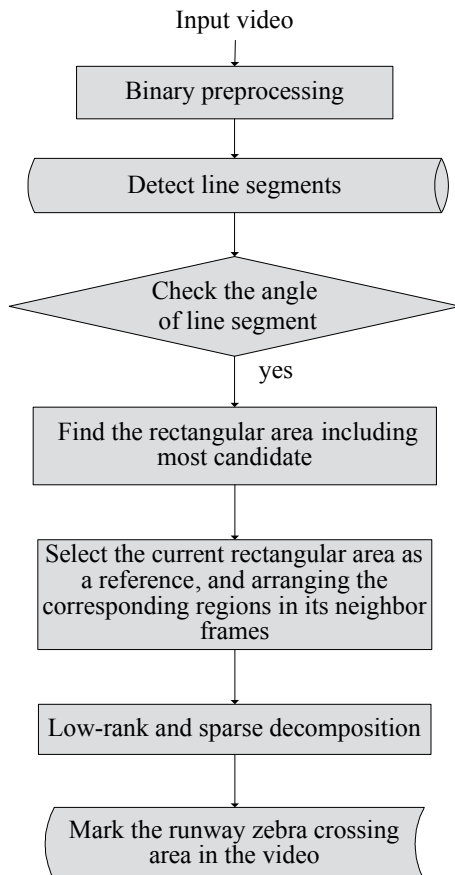 Input video
Binary preprocessing
Detect line segments
Check the angle
of line segment
yes
Find the rectangular area including
most candidate
Select the current rectangular area as
a reference, and arranging the
corresponding regions in its neighbor
frames
Low-rank and sparse decomposition
Mark the runway zebra crossing
area in the video